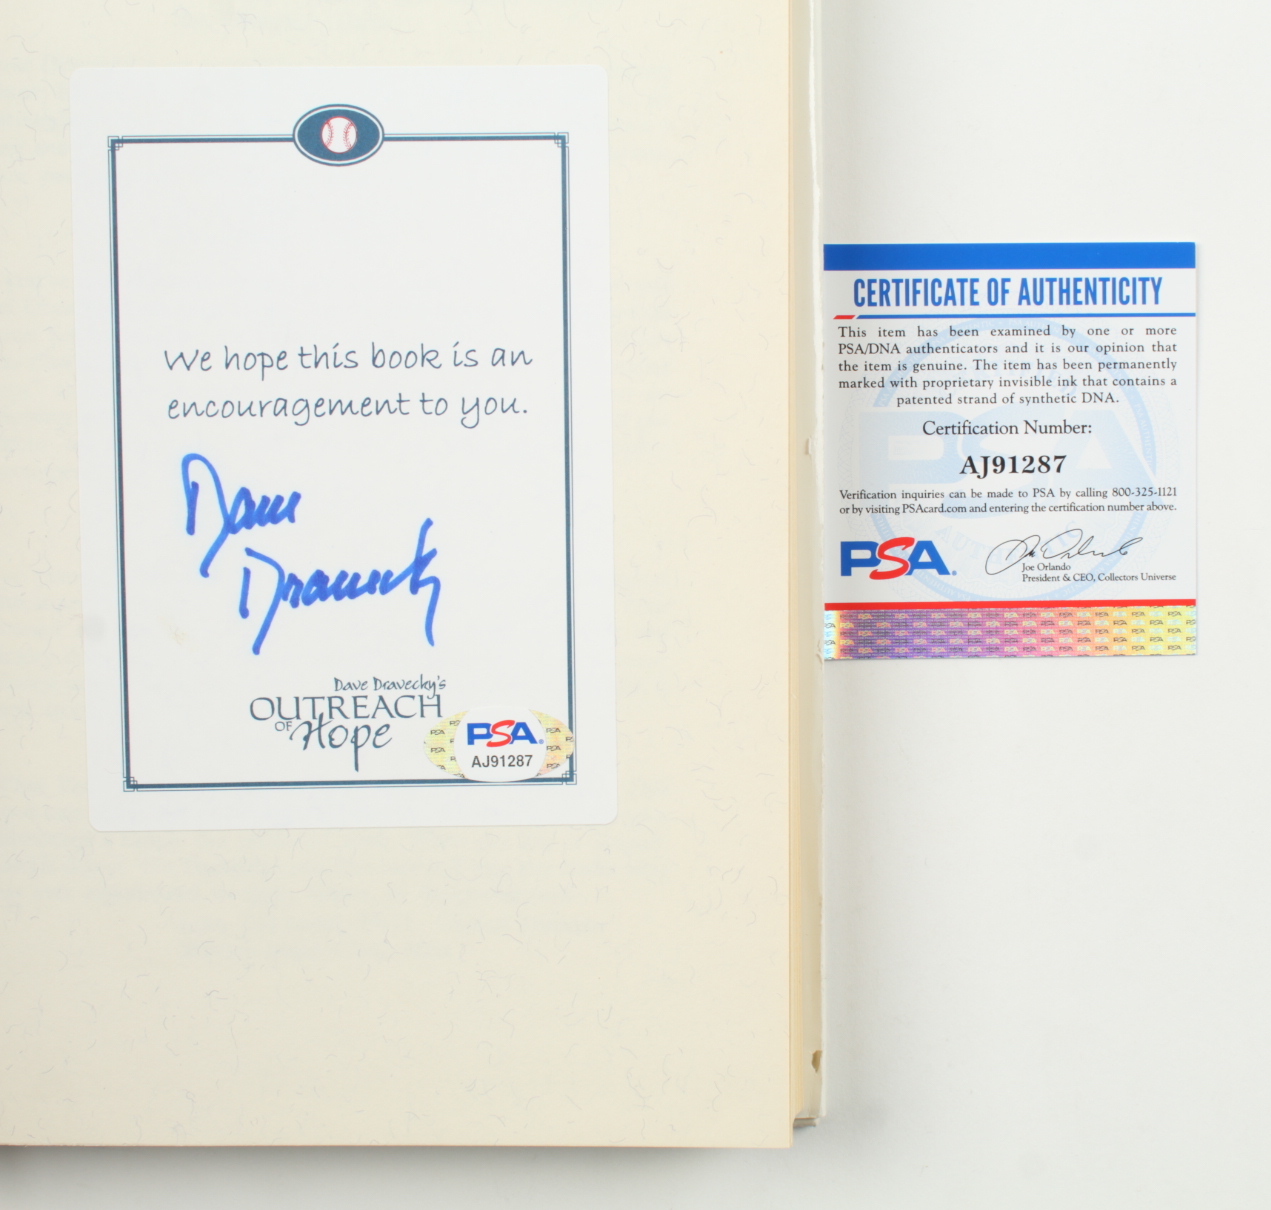 We hope this book is an
encouragement to you.
Dave
Dravecky
Dave Dravecky's
OUTREACH
OF Hope
PSA
AJ91287
CERTIFICATE OF AUTHENTICITY
This item has been examined by one or more
PSA/DNA authenticators and it is our opinion that
the item is genuine. The item has been permanently
marked with proprietary invisible ink that contains a
patented strand of synthetic DNA.
Certification Number:
AJ91287
Verification inquiries can be made to PSA by calling 800-325-1121
or by visiting PSAcard.com and entering the certification number above.
PSA
Joe Orlando
Joe Orlando
President & CEO, Collectors Universe